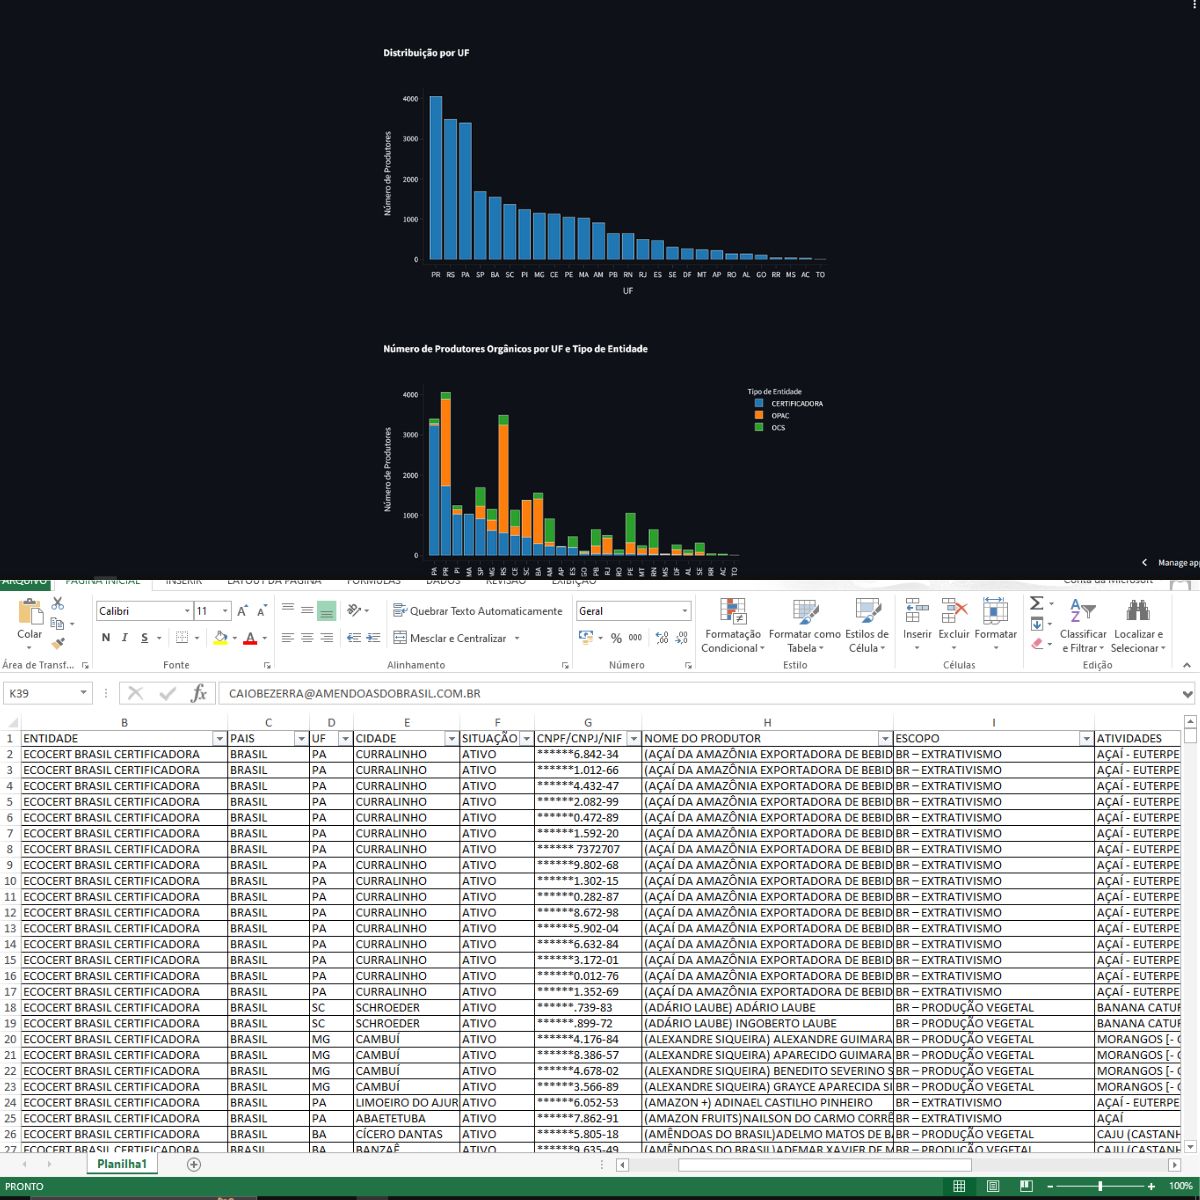 Distribuição por UF
Número de Produtores
4000
3000
2000
1000
0
PR RS PA SP BA SC PI MG CE PE MA AM PB RN RJ ES SE DF MT AP RO AL GO RR MS AC TO
UF
Número de Produtores Orgânicos por UF e Tipo de Entidade
Tipo de Entidade
CERTIFICADORA
OPAC
OCS
Número de Produtores
4000
3000
2000
1000
0
PA PR PI MA SP MG RS CE SC BA AM AP ES GO PB RJ RO PE MT RN MS DF AL SE RR AC TO
Manage app
ARQUIVO PÁGINA INICIAL INSERIR LAYOUT DA PÁGINA FÓRMULAS DADOS REVISÃO EXIBIÇÃO Conta da Microsoft
Calibri 11 Quebrar Texto Automaticamente Geral
Colar N I S A Mesclar e Centralizar % 000
Formatação Condicional Formatar como Tabela Estilos de Célula Inserir Excluir Formatar Classificar e Filtrar Localizar e Selecionar
Área de Transf... Fonte Alinhamento Número Estilo Células Edição
K39 fx CAIOBEZERRA@AMENDOASDOBRASIL.COM.BR
B C D E F G H I
1 ENTIDADE PAIS UF CIDADE SITUAÇÃO CNPF/CNPJ/NIF NOME DO PRODUTOR ESCOPO ATIVIDADES
2 ECOCERT BRASIL CERTIFICADORA BRASIL PA CURRALINHO ATIVO ******6.842-34 (AÇAÍ DA AMAZÔNIA EXPORTADORA DE BEBID BR – EXTRATIVISMO AÇAÍ - EUTERPE
3 ECOCERT BRASIL CERTIFICADORA BRASIL PA CURRALINHO ATIVO ******1.012-66 (AÇAÍ DA AMAZÔNIA EXPORTADORA DE BEBID BR – EXTRATIVISMO AÇAÍ - EUTERPE
4 ECOCERT BRASIL CERTIFICADORA BRASIL PA CURRALINHO ATIVO ******4.432-47 (AÇAÍ DA AMAZÔNIA EXPORTADORA DE BEBID BR – EXTRATIVISMO AÇAÍ - EUTERPE
5 ECOCERT BRASIL CERTIFICADORA BRASIL PA CURRALINHO ATIVO ******2.082-99 (AÇAÍ DA AMAZÔNIA EXPORTADORA DE BEBID BR – EXTRATIVISMO AÇAÍ - EUTERPE
6 ECOCERT BRASIL CERTIFICADORA BRASIL PA CURRALINHO ATIVO ******0.472-89 (AÇAÍ DA AMAZÔNIA EXPORTADORA DE BEBID BR – EXTRATIVISMO AÇAÍ - EUTERPE
7 ECOCERT BRASIL CERTIFICADORA BRASIL PA CURRALINHO ATIVO ******1.592-20 (AÇAÍ DA AMAZÔNIA EXPORTADORA DE BEBID BR – EXTRATIVISMO AÇAÍ - EUTERPE
8 ECOCERT BRASIL CERTIFICADORA BRASIL PA CURRALINHO ATIVO ****** 7372707 (AÇAÍ DA AMAZÔNIA EXPORTADORA DE BEBID BR – EXTRATIVISMO AÇAÍ - EUTERPE
9 ECOCERT BRASIL CERTIFICADORA BRASIL PA CURRALINHO ATIVO ******9.802-68 (AÇAÍ DA AMAZÔNIA EXPORTADORA DE BEBID BR – EXTRATIVISMO AÇAÍ - EUTERPE
10 ECOCERT BRASIL CERTIFICADORA BRASIL PA CURRALINHO ATIVO ******1.302-15 (AÇAÍ DA AMAZÔNIA EXPORTADORA DE BEBID BR – EXTRATIVISMO AÇAÍ - EUTERPE
11 ECOCERT BRASIL CERTIFICADORA BRASIL PA CURRALINHO ATIVO ******0.282-87 (AÇAÍ DA AMAZÔNIA EXPORTADORA DE BEBID BR – EXTRATIVISMO AÇAÍ - EUTERPE
12 ECOCERT BRASIL CERTIFICADORA BRASIL PA CURRALINHO ATIVO ******8.672-98 (AÇAÍ DA AMAZÔNIA EXPORTADORA DE BEBID BR – EXTRATIVISMO AÇAÍ - EUTERPE
13 ECOCERT BRASIL CERTIFICADORA BRASIL PA CURRALINHO ATIVO ******5.902-04 (AÇAÍ DA AMAZÔNIA EXPORTADORA DE BEBID BR – EXTRATIVISMO AÇAÍ - EUTERPE
14 ECOCERT BRASIL CERTIFICADORA BRASIL PA CURRALINHO ATIVO ******6.632-84 (AÇAÍ DA AMAZÔNIA EXPORTADORA DE BEBID BR – EXTRATIVISMO AÇAÍ - EUTERPE
15 ECOCERT BRASIL CERTIFICADORA BRASIL PA CURRALINHO ATIVO ******3.172-01 (AÇAÍ DA AMAZÔNIA EXPORTADORA DE BEBID BR – EXTRATIVISMO AÇAÍ - EUTERPE
16 ECOCERT BRASIL CERTIFICADORA BRASIL PA CURRALINHO ATIVO ******0.012-76 (AÇAÍ DA AMAZÔNIA EXPORTADORA DE BEBID BR – EXTRATIVISMO AÇAÍ - EUTERPE
17 ECOCERT BRASIL CERTIFICADORA BRASIL PA CURRALINHO ATIVO ******1.352-69 (AÇAÍ DA AMAZÔNIA EXPORTADORA DE BEBID BR – EXTRATIVISMO AÇAÍ - EUTERPE
18 ECOCERT BRASIL CERTIFICADORA BRASIL SC SCHROEDER ATIVO ****** .739-83 (ADÁRIO LAUBE) ADÁRIO LAUBE BR – PRODUÇÃO VEGETAL BANANA CATUR
19 ECOCERT BRASIL CERTIFICADORA BRASIL SC SCHROEDER ATIVO ****** .899-72 (ADÁRIO LAUBE) INGOBERTO LAUBE BR – PRODUÇÃO VEGETAL BANANA CATUR
20 ECOCERT BRASIL CERTIFICADORA BRASIL MG CAMBUÍ ATIVO ******4.176-84 (ALEXANDRE SIQUEIRA) ALEXANDRE GUIMARA BR – PRODUÇÃO VEGETAL MORANGOS [- C
21 ECOCERT BRASIL CERTIFICADORA BRASIL MG CAMBUÍ ATIVO ******8.386-57 (ALEXANDRE SIQUEIRA) APARECIDO GUIMARA BR – PRODUÇÃO VEGETAL MORANGOS [- C
22 ECOCERT BRASIL CERTIFICADORA BRASIL MG CAMBUÍ ATIVO ******4.678-02 (ALEXANDRE SIQUEIRA) BENEDITO SEVERINO S BR – PRODUÇÃO VEGETAL MORANGOS [- C
23 ECOCERT BRASIL CERTIFICADORA BRASIL MG CAMBUÍ ATIVO ******3.566-89 (ALEXANDRE SIQUEIRA) GRAYCE APARECIDA SI BR – PRODUÇÃO VEGETAL MORANGOS [- C
24 ECOCERT BRASIL CERTIFICADORA BRASIL PA LIMOEIRO DO AJUR ATIVO ******6.052-53 (AMAZON +) ADINAEL CASTILHO PINHEIRO BR – EXTRATIVISMO AÇAÍ - EUTERPE
25 ECOCERT BRASIL CERTIFICADORA BRASIL PA ABAETETUBA ATIVO ******7.862-91 (AMAZON FRUITS)NAILSON DO CARMO CORRÊ BR – EXTRATIVISMO AÇAÍ
26 ECOCERT BRASIL CERTIFICADORA BRASIL BA CÍCERO DANTAS ATIVO ******5.805-18 (AMÊNDOAS DO BRASIL)ADELMO MATOS DE BA BR – PRODUÇÃO VEGETAL CAJU (CASTANH
27 ECOCERT BRASIL CERTIFICADORA BRASIL BA BANZAÊ ATIVO ******9.635-49 (AMÊNDOAS DO BRASIL)ADEMAR XAVIER DE M BR – PRODUÇÃO VEGETAL CAJU (CASTANH
Planilha1
PRONTO 100%